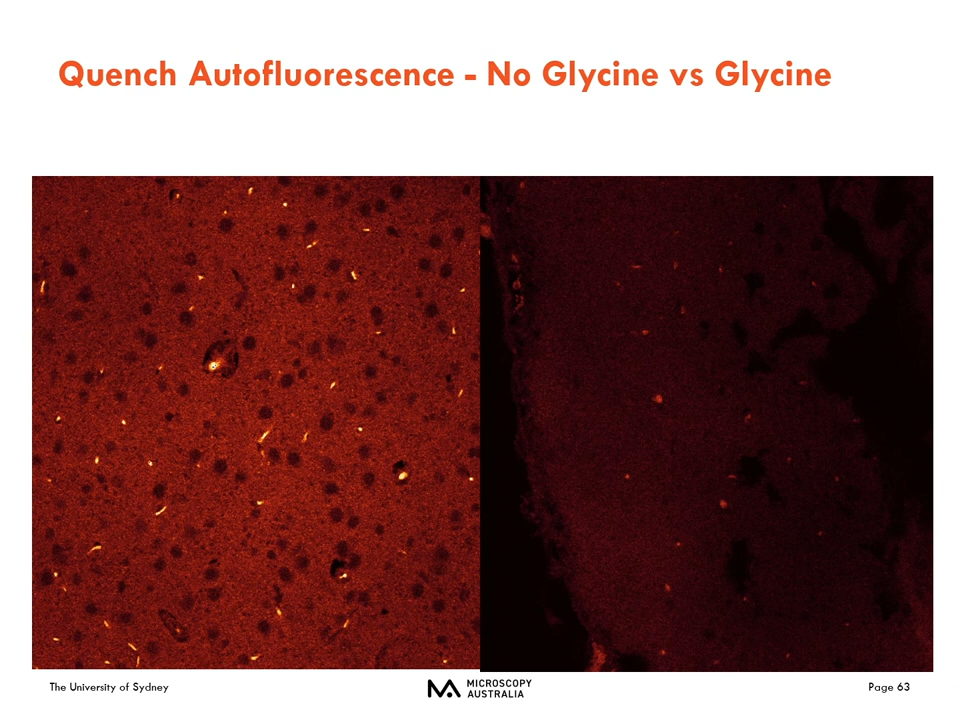 Quench Autofluorescence - No Glycine vs Glycine
The University of Sydney
MICROSCOPY
AUSTRALIA
Page 63